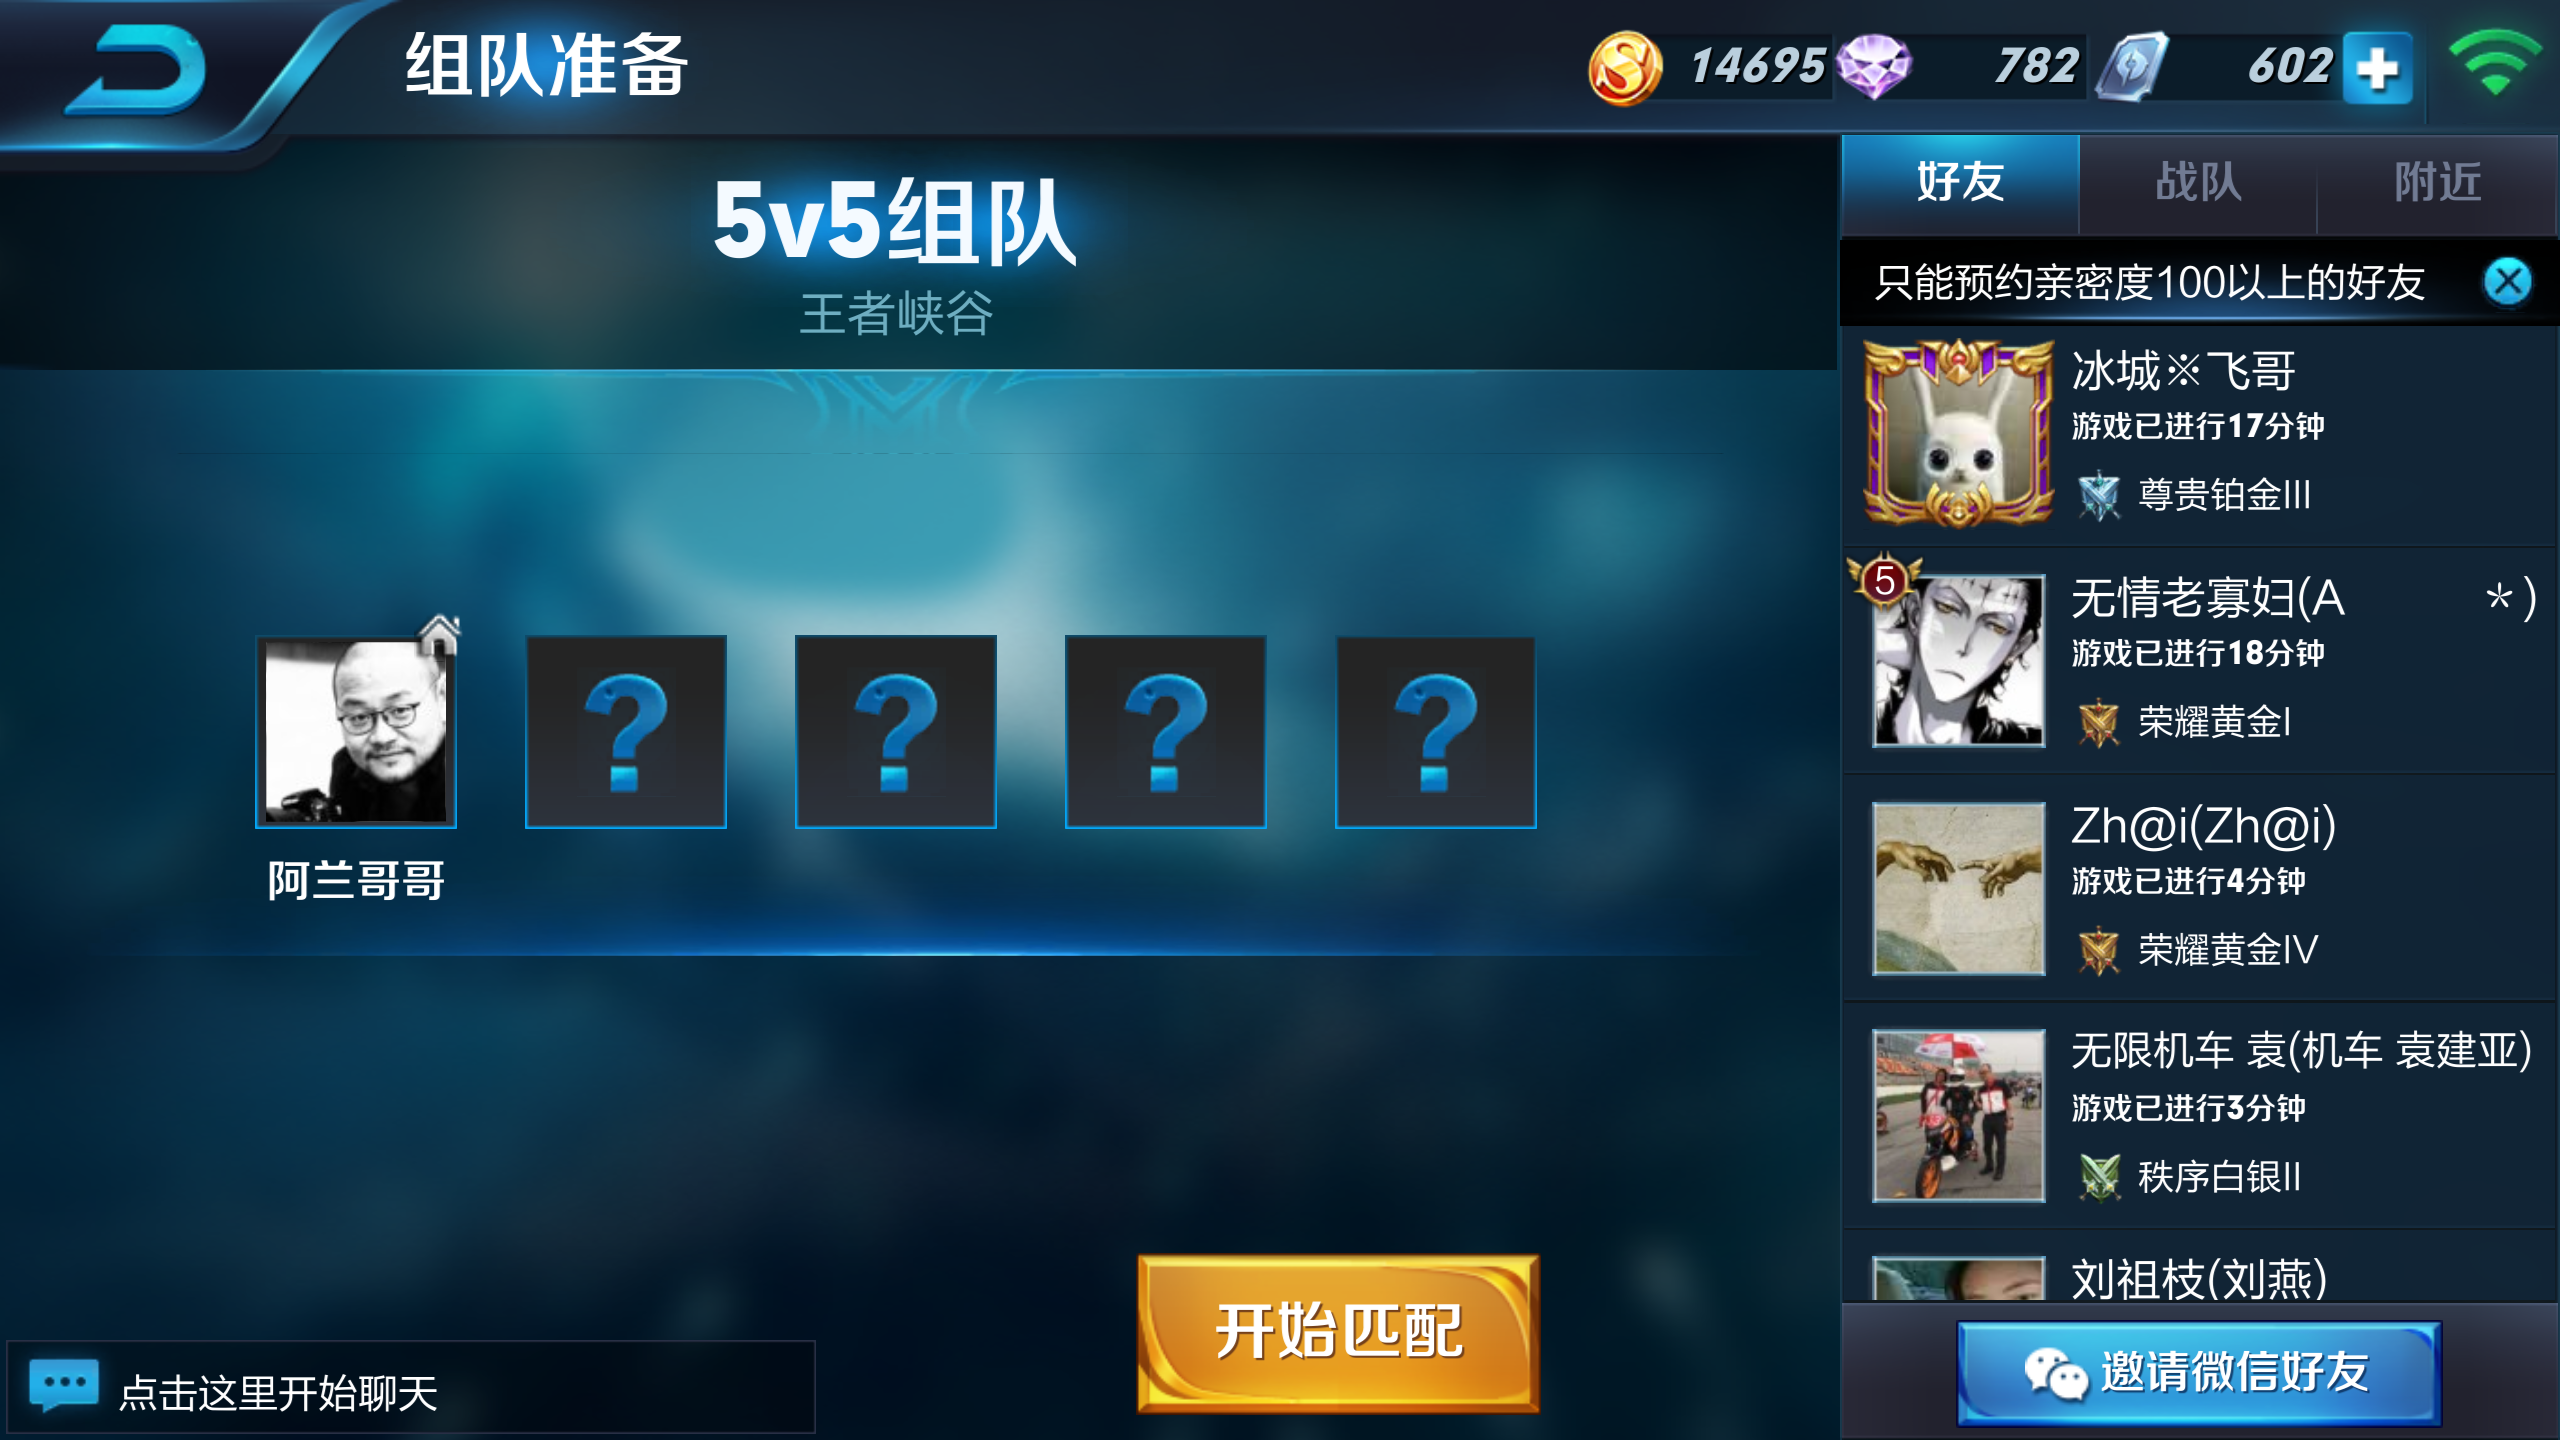 组队准备
14695
782
602
5v5组队
王者峡谷
阿兰哥哥
开始匹配
点击这里开始聊天
好友
战队
附近
只能预约亲密度100以上的好友
冰城※飞哥
游戏已进行17分钟
尊贵铂金III
5
无情老寡妇(A *)
游戏已进行18分钟
荣耀黄金I
Zh@i(Zh@i)
游戏已进行4分钟
荣耀黄金IV
无限机车 袁(机车 袁建亚)
游戏已进行3分钟
秩序白银II
刘祖枝(刘燕)
邀请微信好友